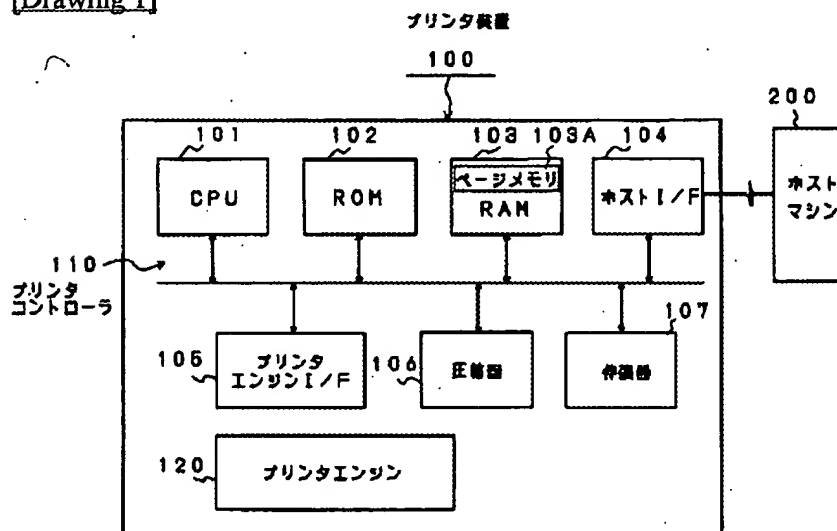 [Drawing 1]
プリンタ装置
100
200
101
102
103
103A
104
CPU
ROM
ページメモリ
RAM
ホストI/F
ホスト
マシン
110
プリンタ
コントローラ
107
105
プリンタ
エンジンI/F
106
圧縮器
伸張器
120
プリンタエンジン